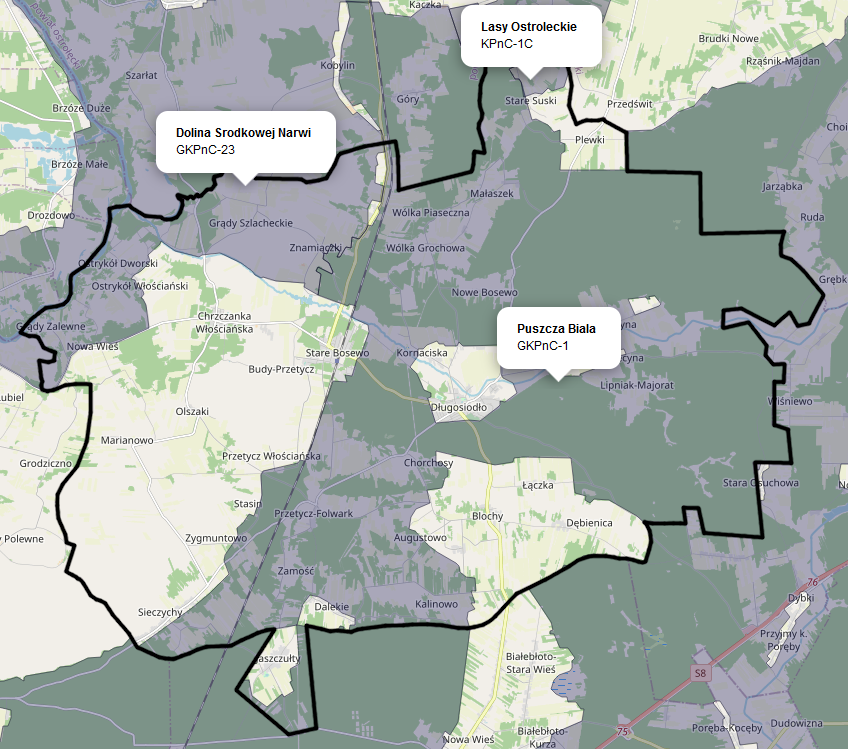 Kaczka
powiat ostrołęcki
Lasy Ostroleckie
KPnC-1C
Brudki Nowe
Rząśnik-Majdan
Szarłat
Kobylin
Góry
Stare Suski
Przedświt
Brzóze Duże
Dolina Srodkowej Narwi
GKPnC-23
Plewki
Brzóze Małe
Małaszek
Jarząbka
Drozdowo
Grądy Szlacheckie
Wólka Piaseczna
Ruda
Znamiączki
Wólka Grochowa
Ostrykół Dworski
Ostrykół Włościański
Nowe Bosewo
Chrzczanka
Włościańska
Grądy Zalewne
Puszcza Biala
GKPnC-1
Nowa Wieś
Stare Bosewo
Kornaciska
Budy-Przetycz
Lipniak-Majorat
Wiśniewo
Olszaki
Długosiodło
Marianowo
Grodziczno
Przetycz Włościańska
Chorchosy
Łączka
Stara Osuchowa
Stasin
Przetycz-Folwark
Blochy
Dębienica
Polewne
Zygmuntowo
Augustowo
Zamość
76
Sieczychy
Dalekie
Kalinowo
Dybki
Przyjmy k.
Poręby
Białebłoto-
Stara Wieś
S8
75
Nowa Wieś
Białebłoto-
Kurza
Poręba-Kocęby
Dudowizna